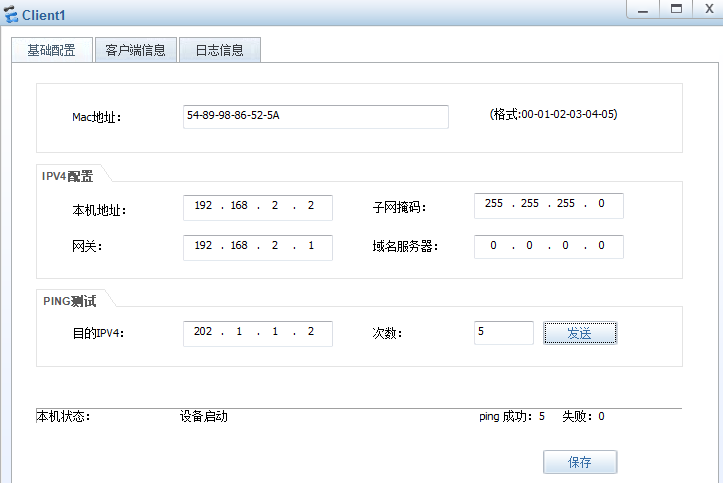 Client1
基础配置 客户端信息 日志信息
Mac地址: 54-89-98-86-52-5A (格式:00-01-02-03-04-05)
IPV4配置
本机地址: 192 . 168 . 2 . 2 子网掩码: 255 . 255 . 255 . 0
网关: 192 . 168 . 2 . 1 域名服务器: 0 . 0 . 0 . 0
PING测试
目的IPV4: 202 . 1 . 1 . 2 次数: 5 发送
本机状态: 设备启动 ping 成功: 5 失败: 0
保存